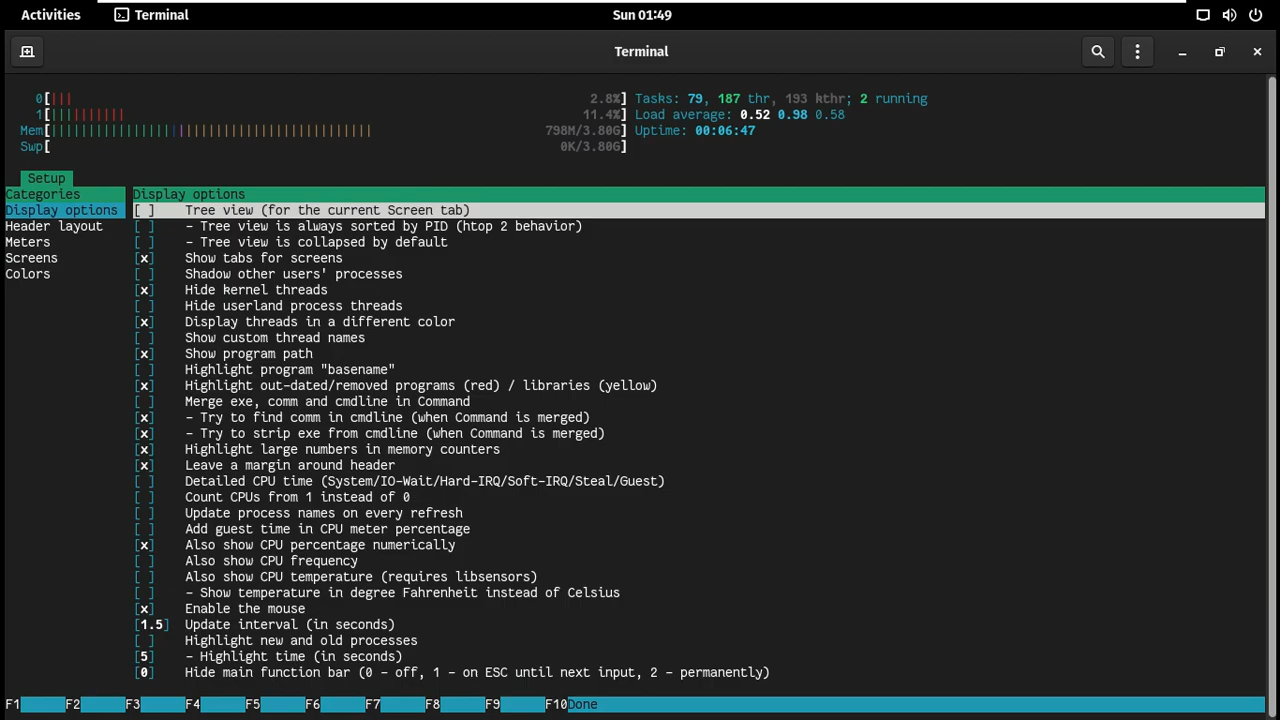 Activities Terminal Sun 01:49
Terminal
0[||| 2.8%] Tasks: 79, 187 thr, 193 kthr; 2 running
1[|||||||||| 11.4%] Load average: 0.52 0.98 0.58
Mem[||||||||||||||||||||||||||||||||||||||||||| 798M/3.80G] Uptime: 00:06:47
Swp[ 0K/3.80G]
Setup
Categories Display options
Display options [ ] Tree view (for the current Screen tab)
Header layout [ ] - Tree view is always sorted by PID (htop 2 behavior)
Meters [ ] - Tree view is collapsed by default
Screens [x] Show tabs for screens
Colors [ ] Shadow other users' processes
[x] Hide kernel threads
[ ] Hide userland process threads
[x] Display threads in a different color
[ ] Show custom thread names
[x] Show program path
[ ] Highlight program "basename"
[x] Highlight out-dated/removed programs (red) / libraries (yellow)
[ ] Merge exe, comm and cmdline in Command
[x] - Try to find comm in cmdline (when Command is merged)
[x] - Try to strip exe from cmdline (when Command is merged)
[x] Highlight large numbers in memory counters
[x] Leave a margin around header
[ ] Detailed CPU time (System/IO-Wait/Hard-IRQ/Soft-IRQ/Steal/Guest)
[ ] Count CPUs from 1 instead of 0
[ ] Update process names on every refresh
[ ] Add guest time in CPU meter percentage
[x] Also show CPU percentage numerically
[ ] Also show CPU frequency
[ ] Also show CPU temperature (requires libsensors)
[ ] - Show temperature in degree Fahrenheit instead of Celsius
[x] Enable the mouse
[1.5] Update interval (in seconds)
[ ] Highlight new and old processes
[5] - Highlight time (in seconds)
[0] Hide main function bar (0 - off, 1 - on ESC until next input, 2 - permanently)
F1 F2 F3 F4 F5 F6 F7 F8 F9 F10Done